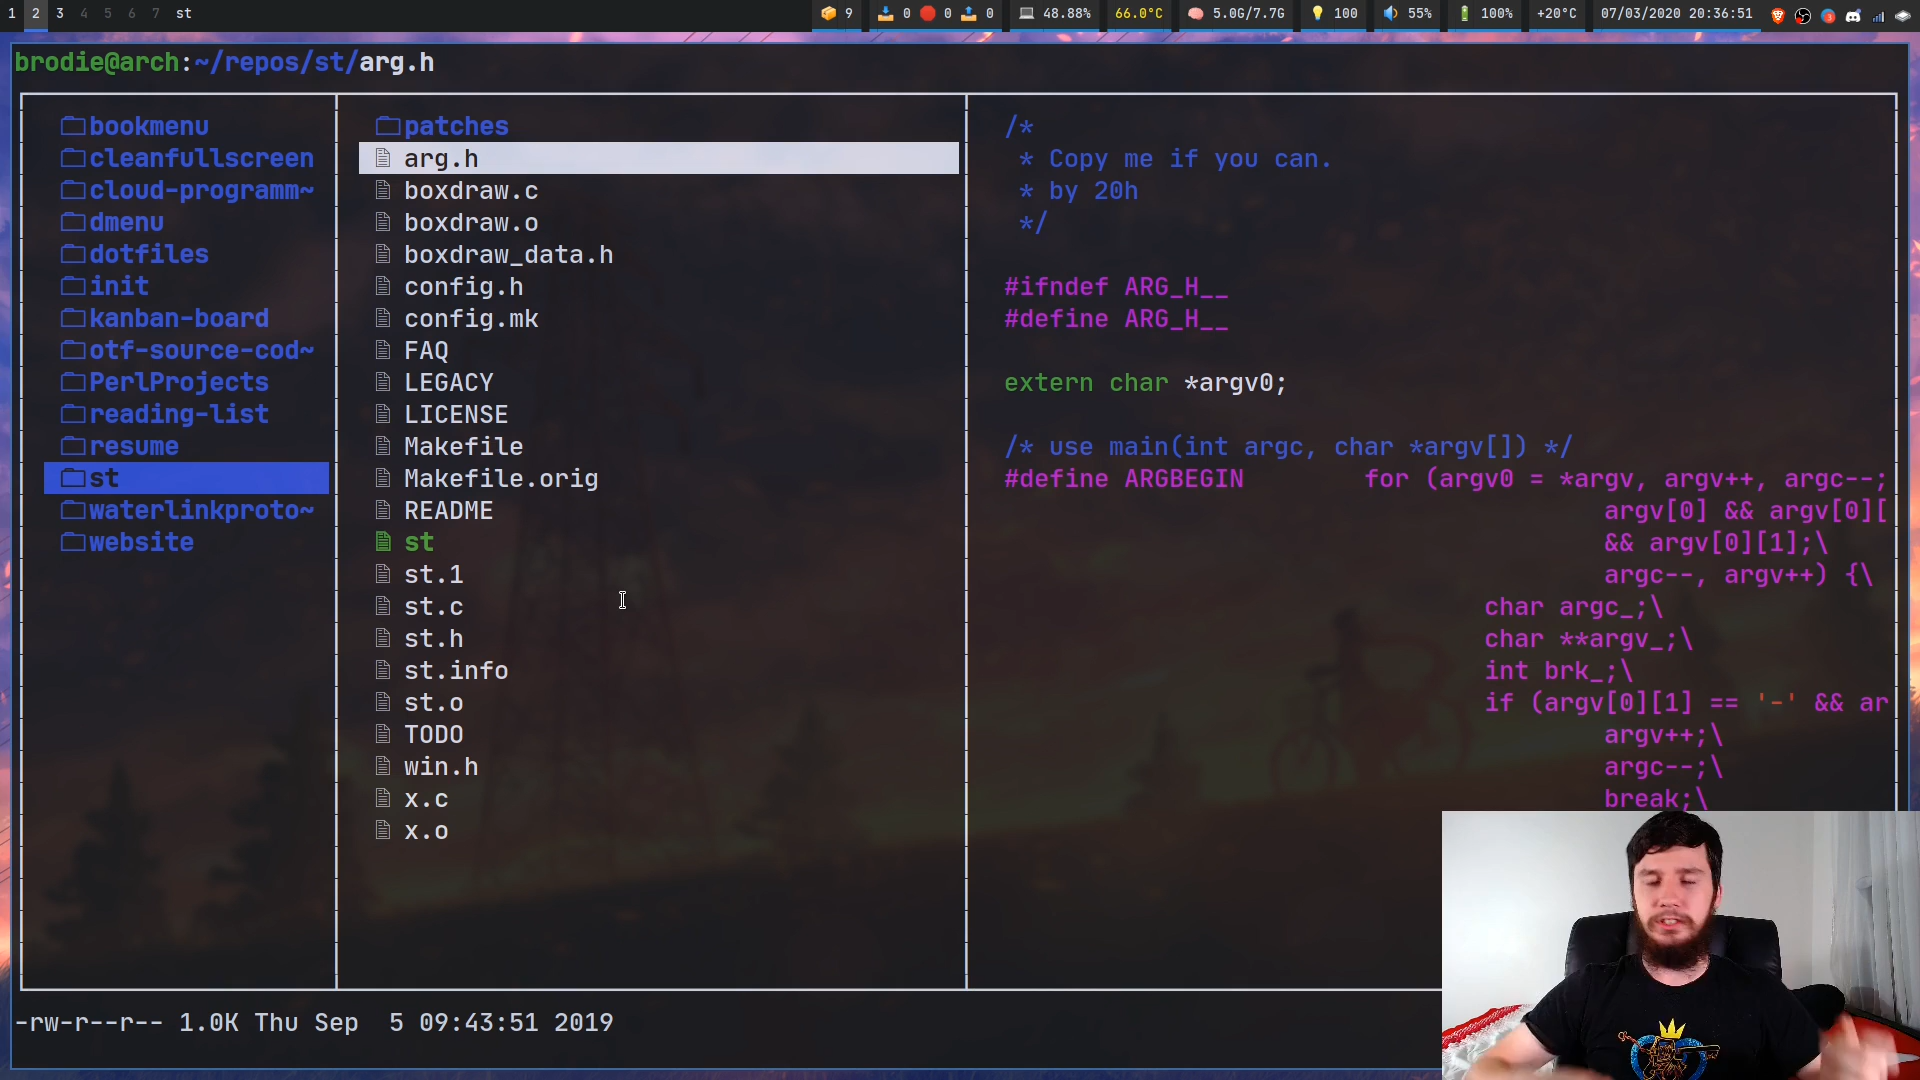 1 2 3 4 5 6 7 st 9 0 0 0 48.88% 66.0°C 5.0G/7.7G 100 55% 100% +20°C 07/03/2020 20:36:51
brodie@arch:~/repos/st/arg.h
bookmenu
cleanfullscreen
cloud-programm~
dmenu
dotfiles
init
kanban-board
otf-source-cod~
PerlProjects
reading-list
resume
st
waterlinkproto~
website
patches
arg.h
boxdraw.c
boxdraw.o
boxdraw_data.h
config.h
config.mk
FAQ
LEGACY
LICENSE
Makefile
Makefile.orig
README
st
st.1
st.c
st.h
st.info
st.o
TODO
win.h
x.c
x.o
/*
* Copy me if you can.
* by 20h
*/
#ifndef ARG_H__
#define ARG_H__
extern char *argv0;
/* use main(int argc, char *argv[]) */
#define ARGBEGIN for (argv0 = *argv, argv++, argc--;
argv[0] && argv[0][
&& argv[0][1];\
argc--, argv++) {\
char argc_;\
char **argv_;\
int brk_;\
if (argv[0][1] == '-' && ar
argv++;\
argc--;\
break;\
-rw-r--r-- 1.0K Thu Sep 5 09:43:51 2019